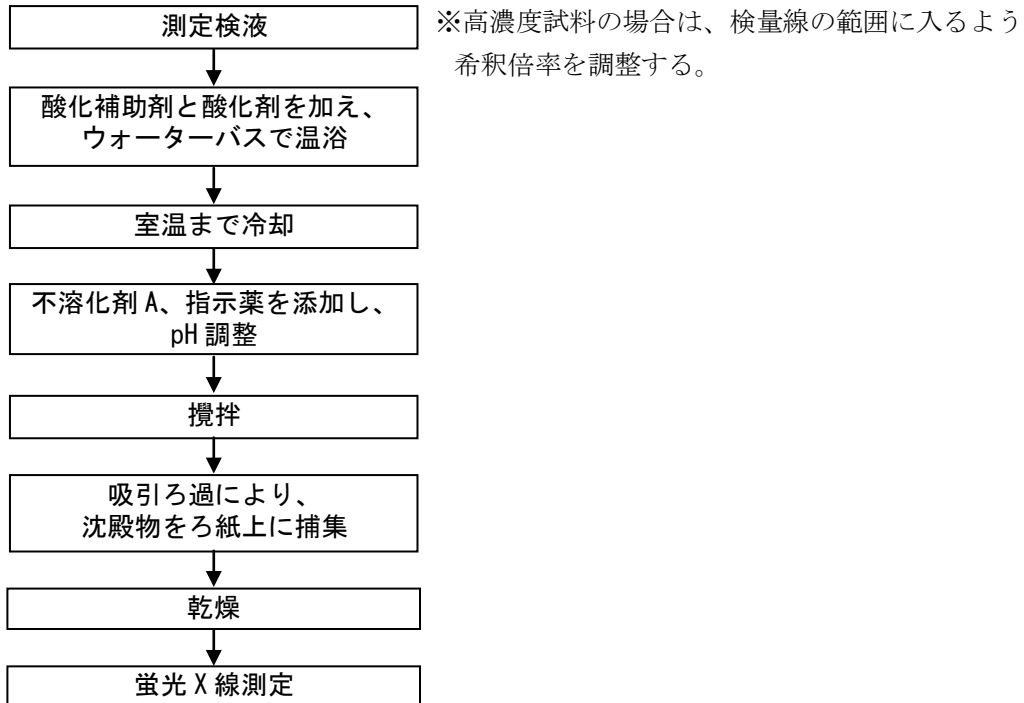 測定検液
※高濃度試料の場合は、検量線の範囲に入るよう
希釈倍率を調整する。
酸化補助剤と酸化剤を加え、
ウォーターバスで温浴
室温まで冷却
不溶化剤 A、指示薬を添加し、
pH 調整
攪拌
吸引ろ過により、
沈殿物をろ紙上に捕集
乾燥
蛍光 X 線測定